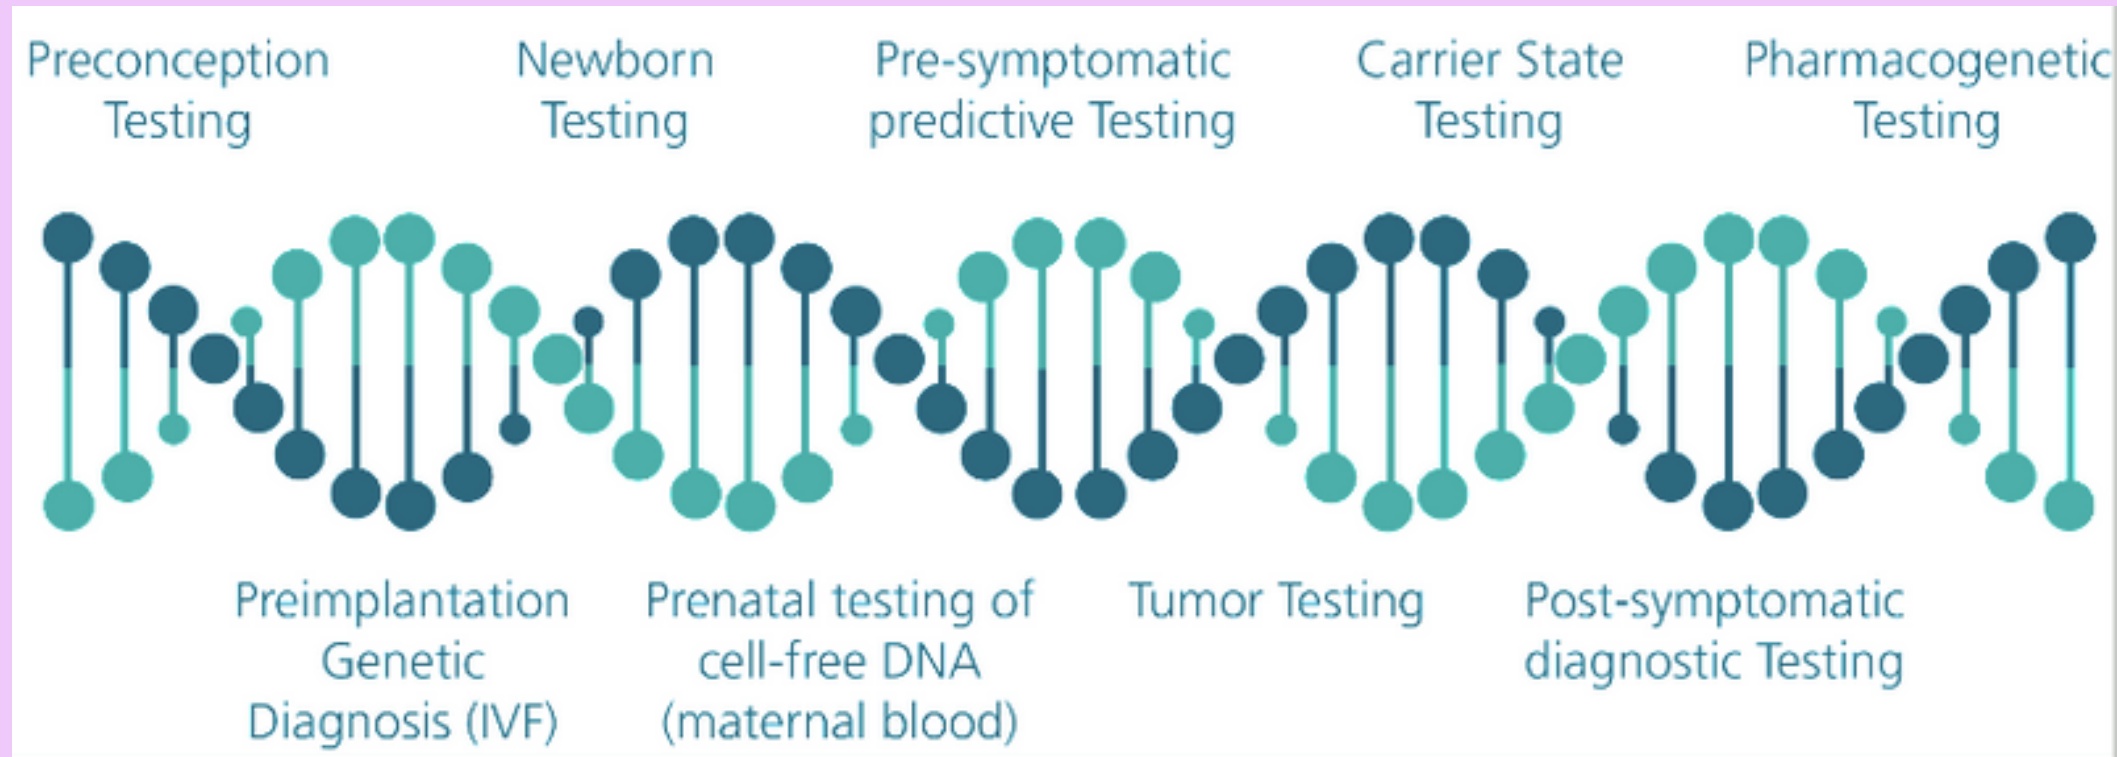 Preconception
Testing
Newborn
Testing
Pre-symptomatic
predictive Testing
Carrier State
Testing
Pharmacogenetic
Testing
Preimplantation
Genetic
Diagnosis (IVF)
Prenatal testing of
cell-free DNA
(maternal blood)
Tumor Testing
Post-symptomatic
diagnostic Testing